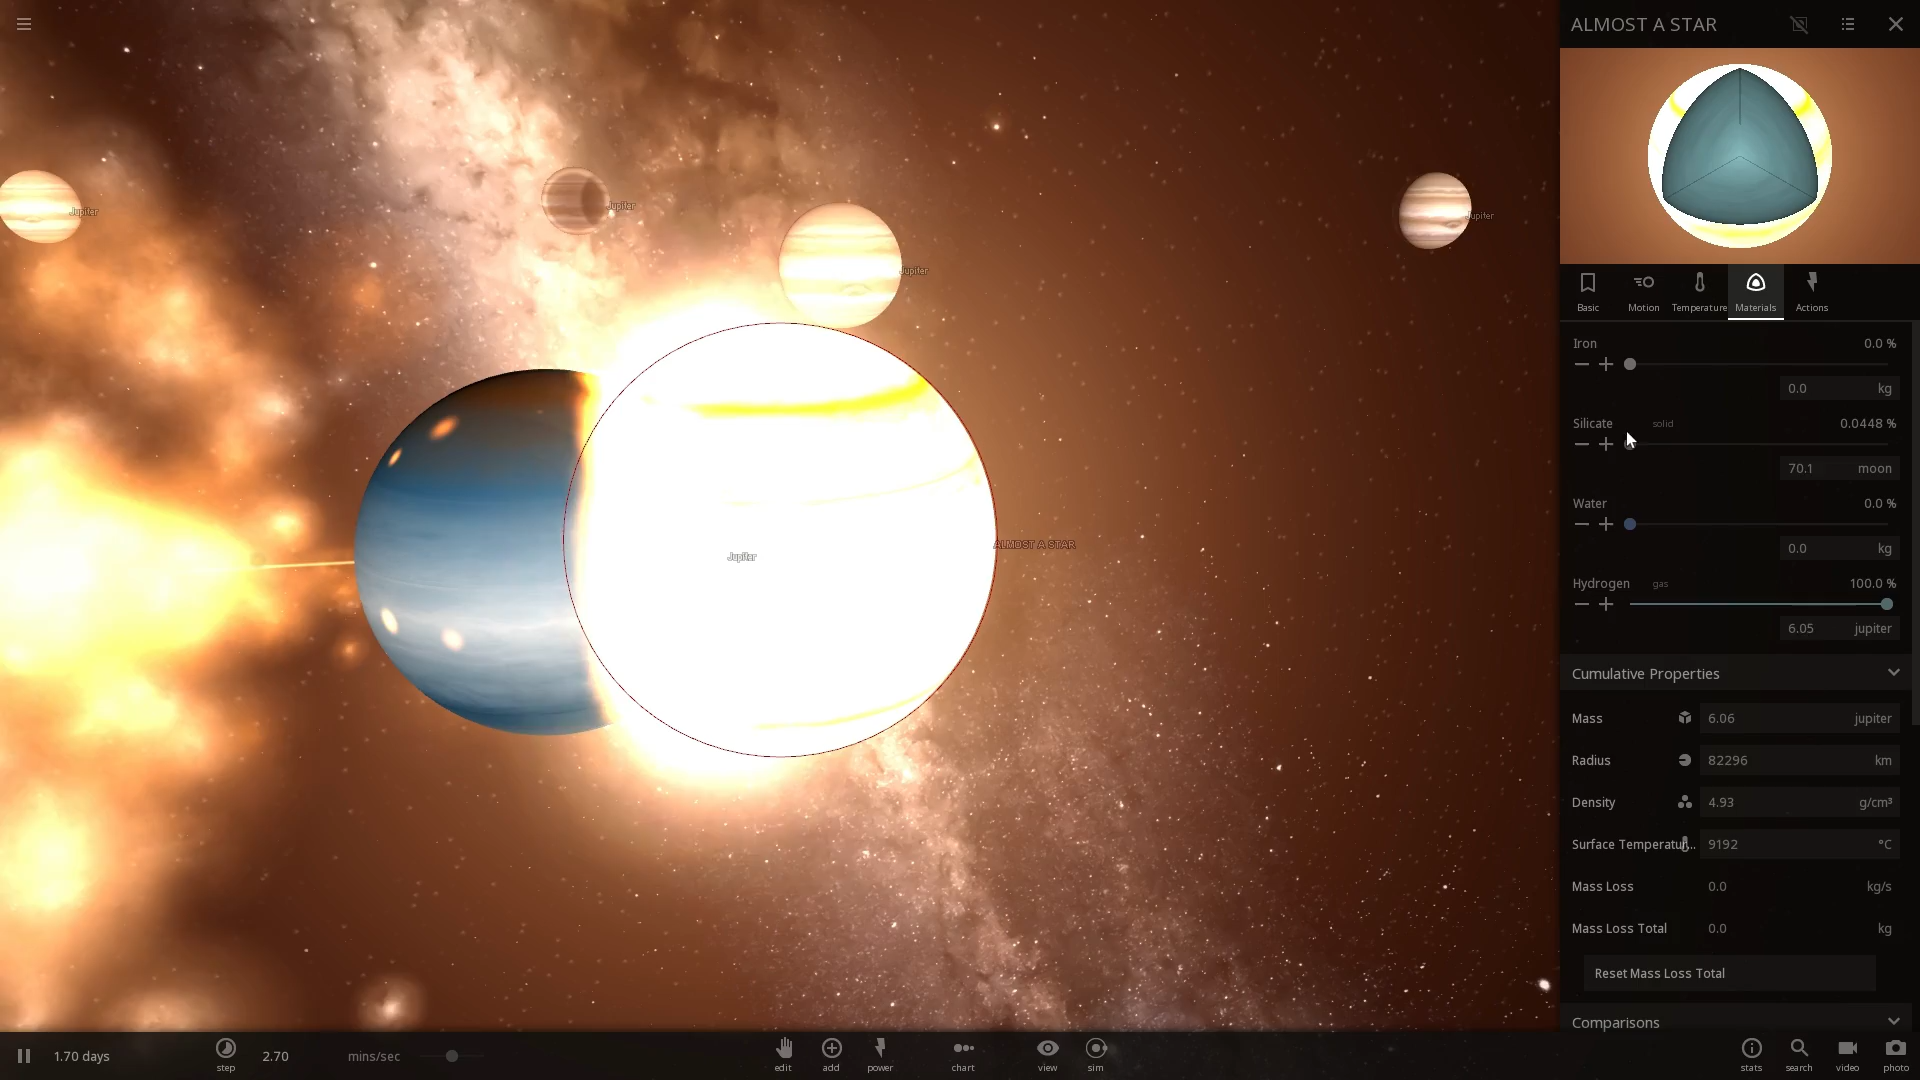 ALMOST A STAR
Jupiter
Jupiter
Jupiter
Jupiter
ALMOST A STAR
Jupiter
Basic
Motion
Temperature
Materials
Actions
Iron 0.0 %
0.0 kg
Silicate solid 0.0448 %
70.1 moon
Water 0.0 %
0.0 kg
Hydrogen gas 100.0 %
6.05 jupiter
Cumulative Properties
Mass 6.06 jupiter
Radius 82296 km
Density 4.93 g/cm³
Surface Temperatur... 9192 °C
Mass Loss 0.0 kg/s
Mass Loss Total 0.0 kg
Reset Mass Loss Total
Comparisons
1.70 days
step
2.70 mins/sec
edit
add
power
chart
view
sim
stats
search
video
photo